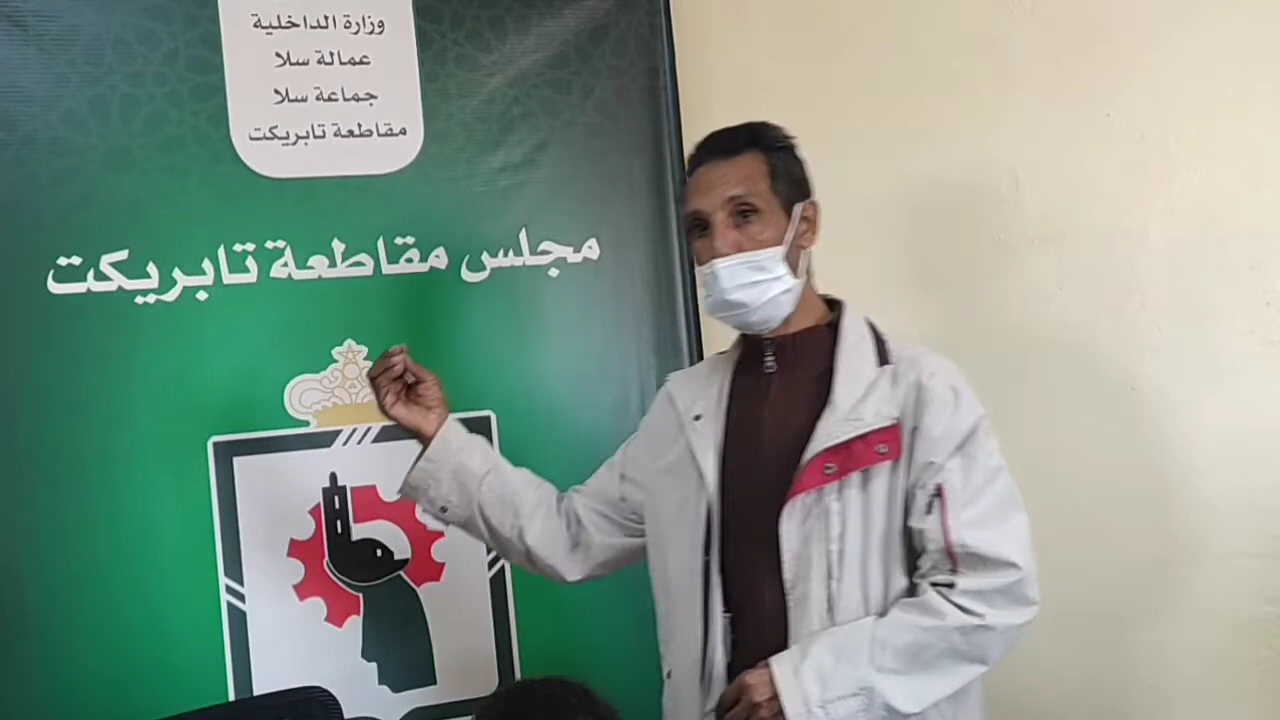 وزارة الداخلية
عمالة سلا
جماعة سلا
مقاطعة تابريكت
مجلس مقاطعة تابريكت